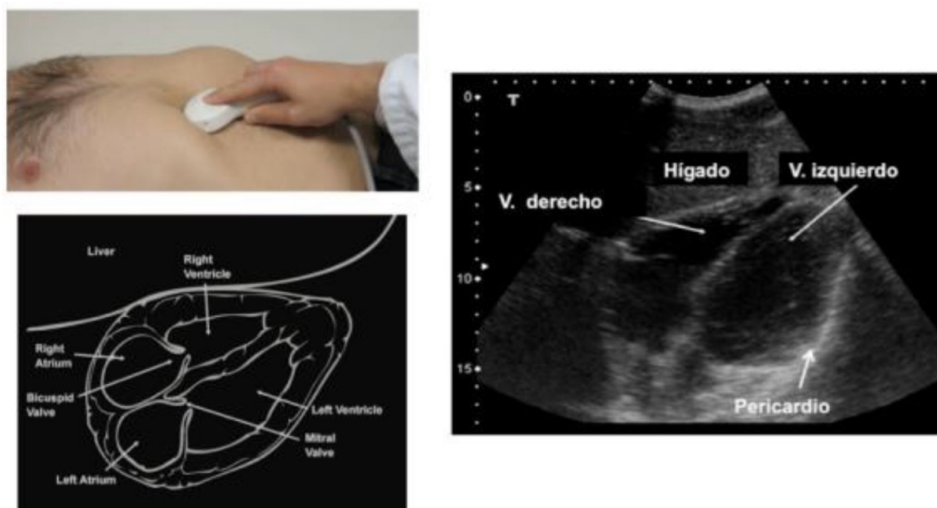 Liver
Right
Ventricle
Right
Atrium
Bicuspid
Valve
Left Ventricle
Mitral
Valve
Left Atrium
T
0
5
10
15
Hígado
V. izquierdo
V. derecho
Pericardio